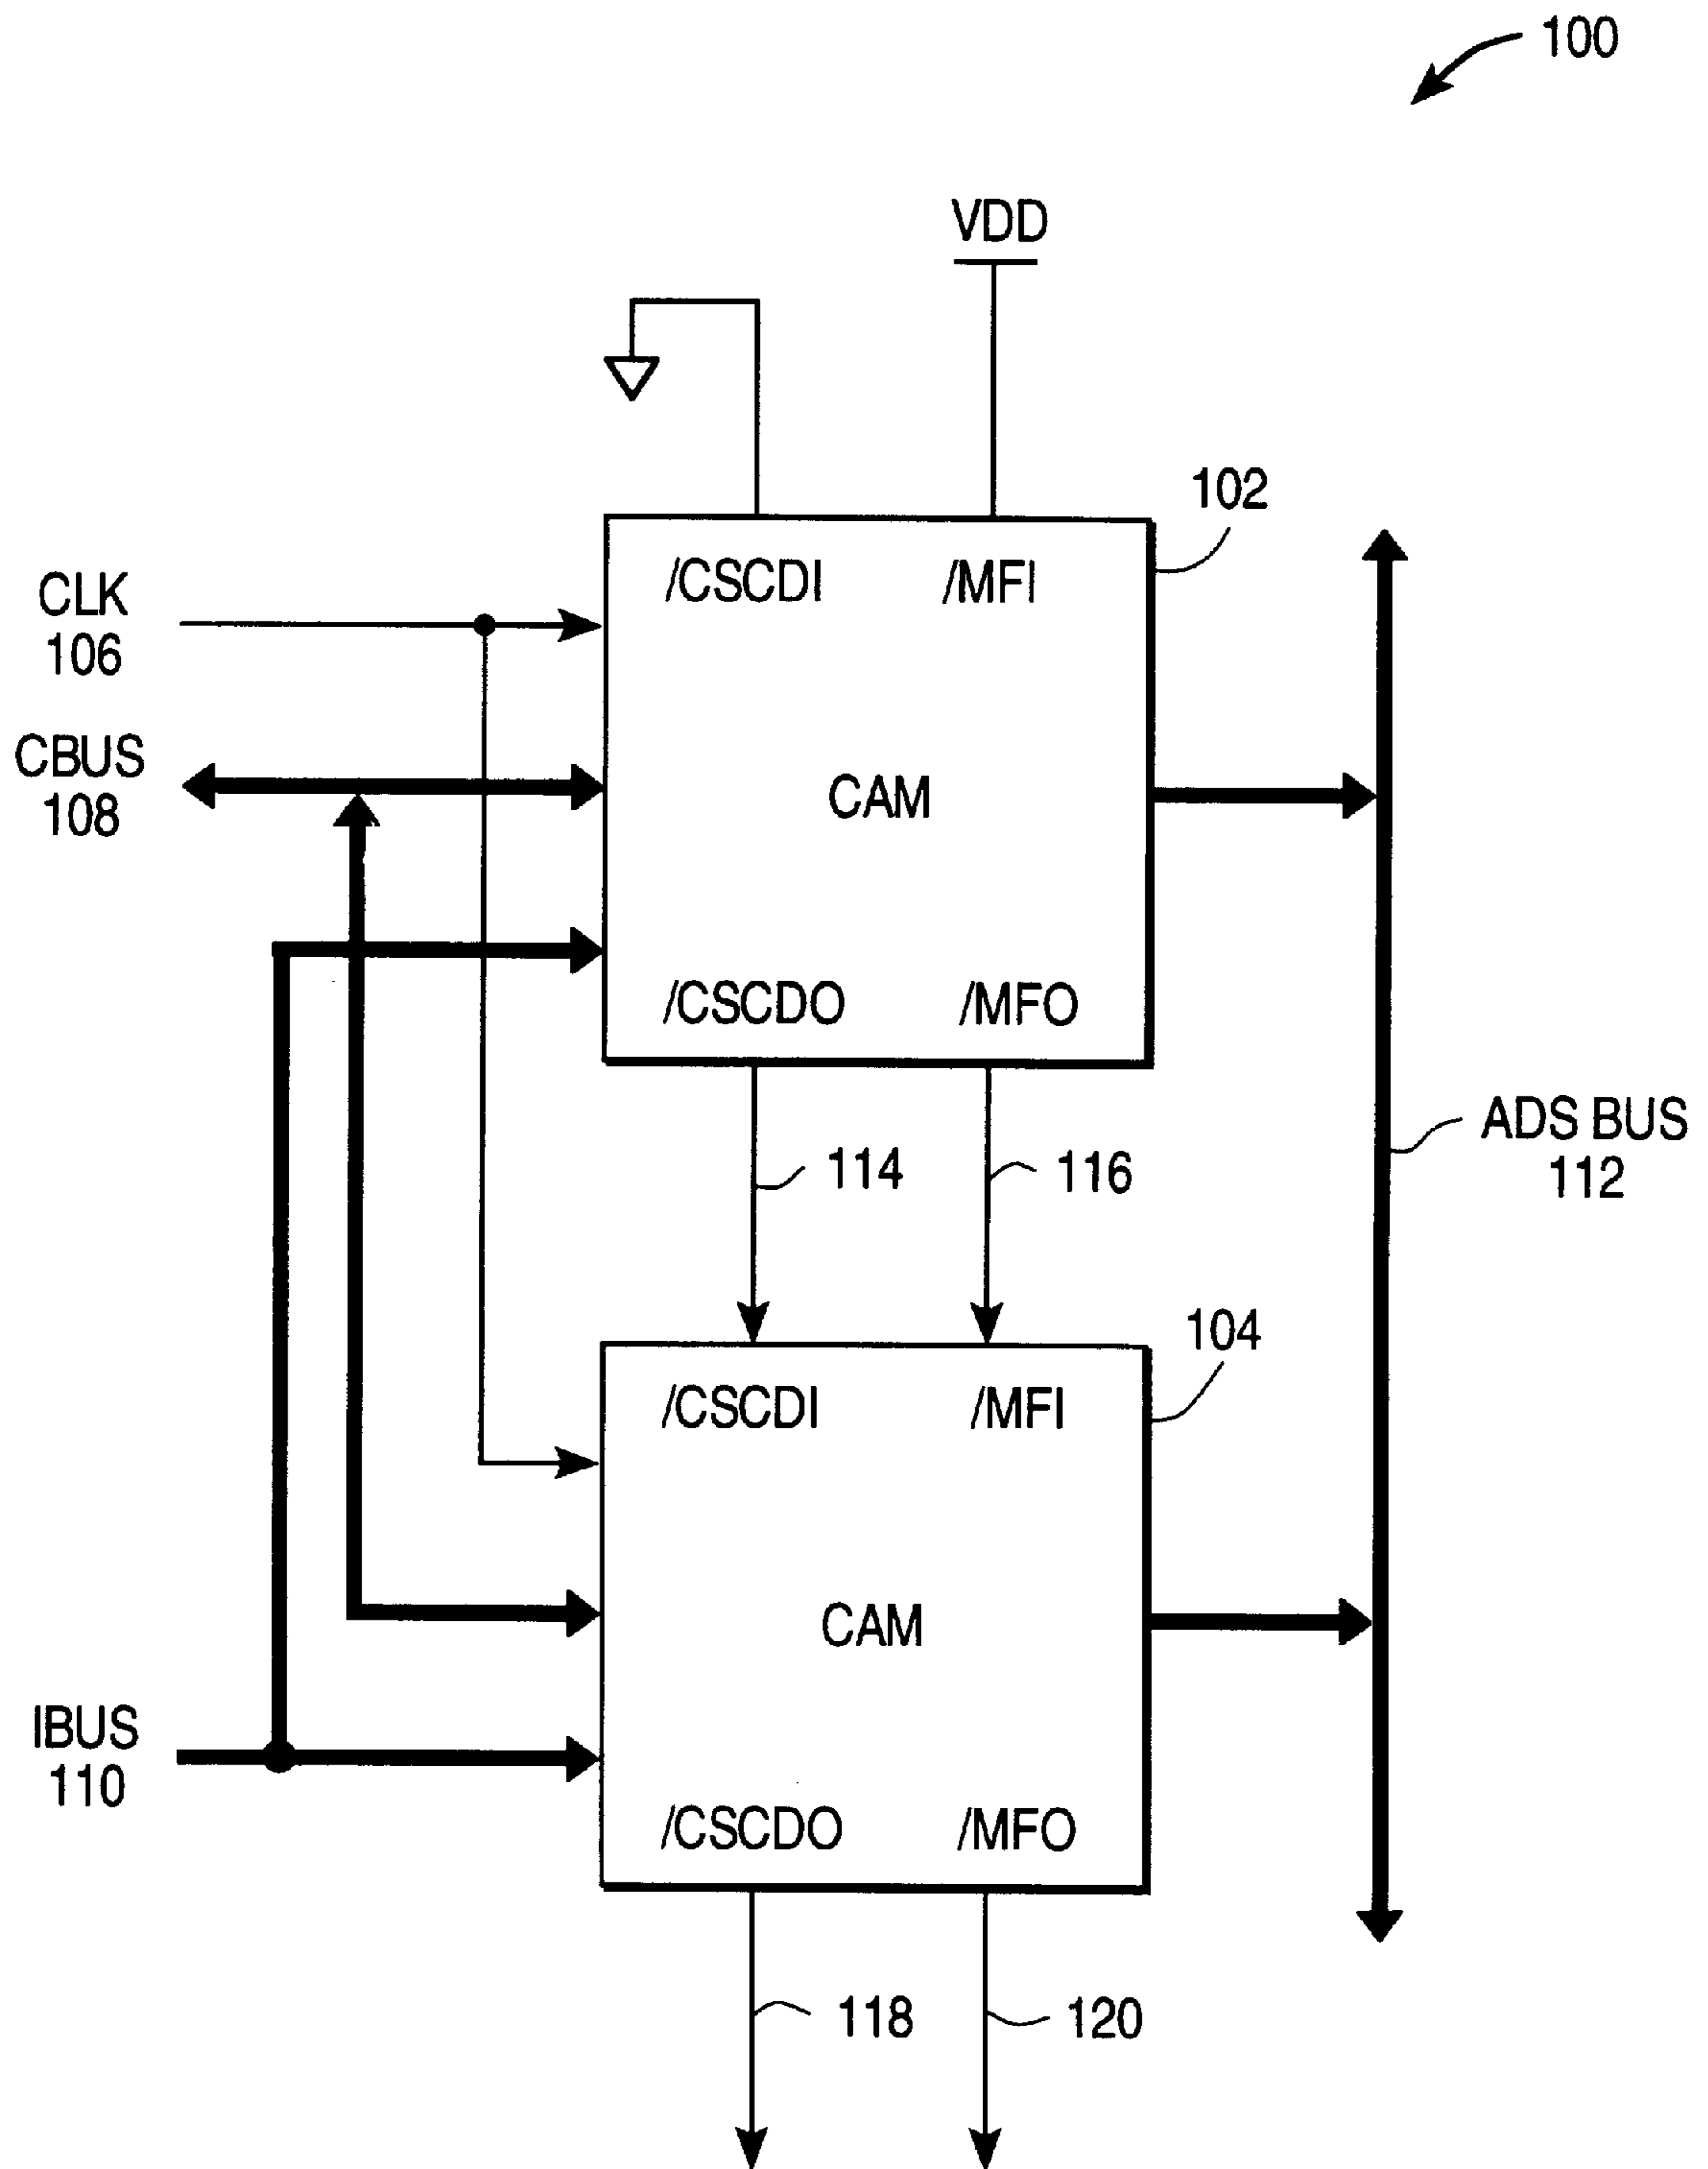 100
VDD
102
/CSCDI /MFI
CLK
106
CBUS
108
CAM
/CSCDO /MFO
ADS BUS
112
114
116
104
/CSCDI /MFI
CAM
IBUS
110
/CSCDO /MFO
118
120